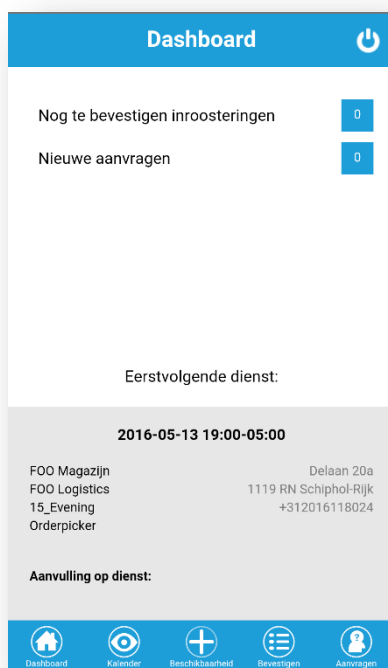 Dashboard
Nog te bevestigen inroosteringen 0
Nieuwe aanvragen 0
Eerstvolgende dienst:
2016-05-13 19:00-05:00
FOO Magazijn Delaan 20a
FOO Logistics 1119 RN Schiphol-Rijk
15_Evening +312016118024
Orderpicker
Aanvulling op dienst:
Dashboard Kalender Beschikbaarheid Bevestigen Aanvragen